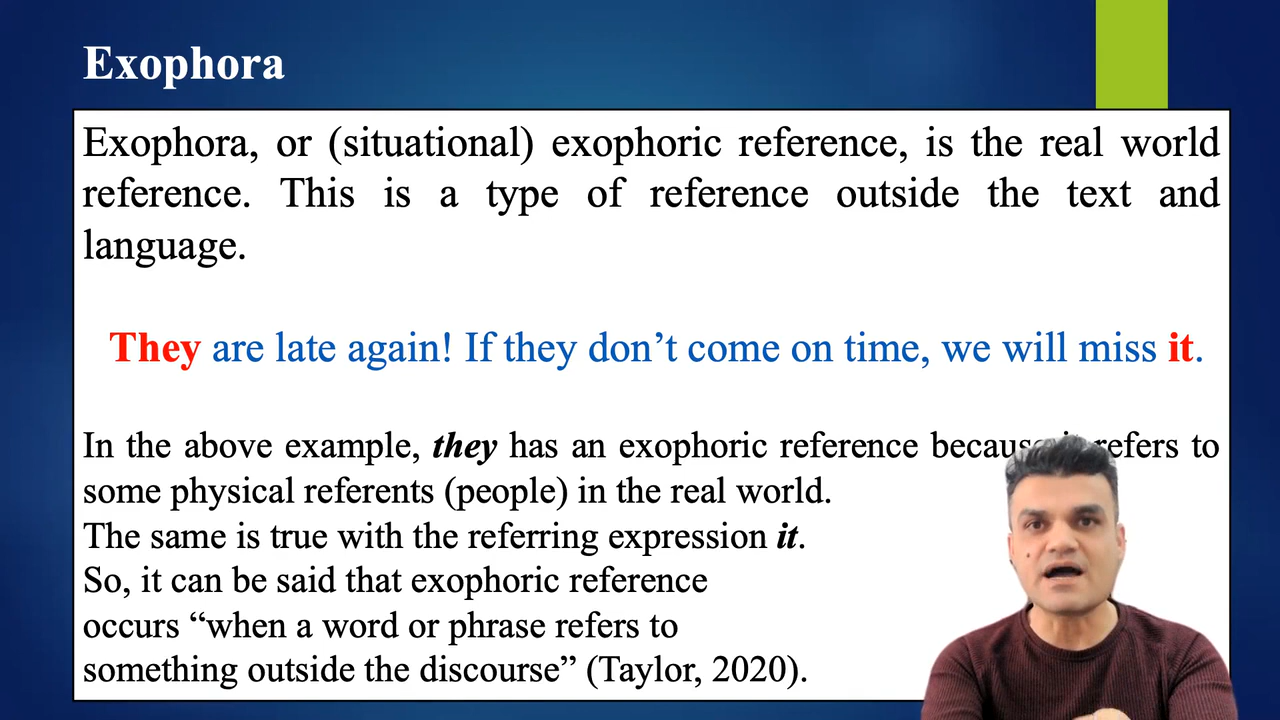 Exophora
Exophora, or (situational) exophoric reference, is the real world
reference. This is a type of reference outside the text and
language.
They are late again! If they don’t come on time, we will miss it.
In the above example, they has an exophoric reference because it refers to
some physical referents (people) in the real world.
The same is true with the referring expression it.
So, it can be said that exophoric reference
occurs “when a word or phrase refers to
something outside the discourse” (Taylor, 2020).